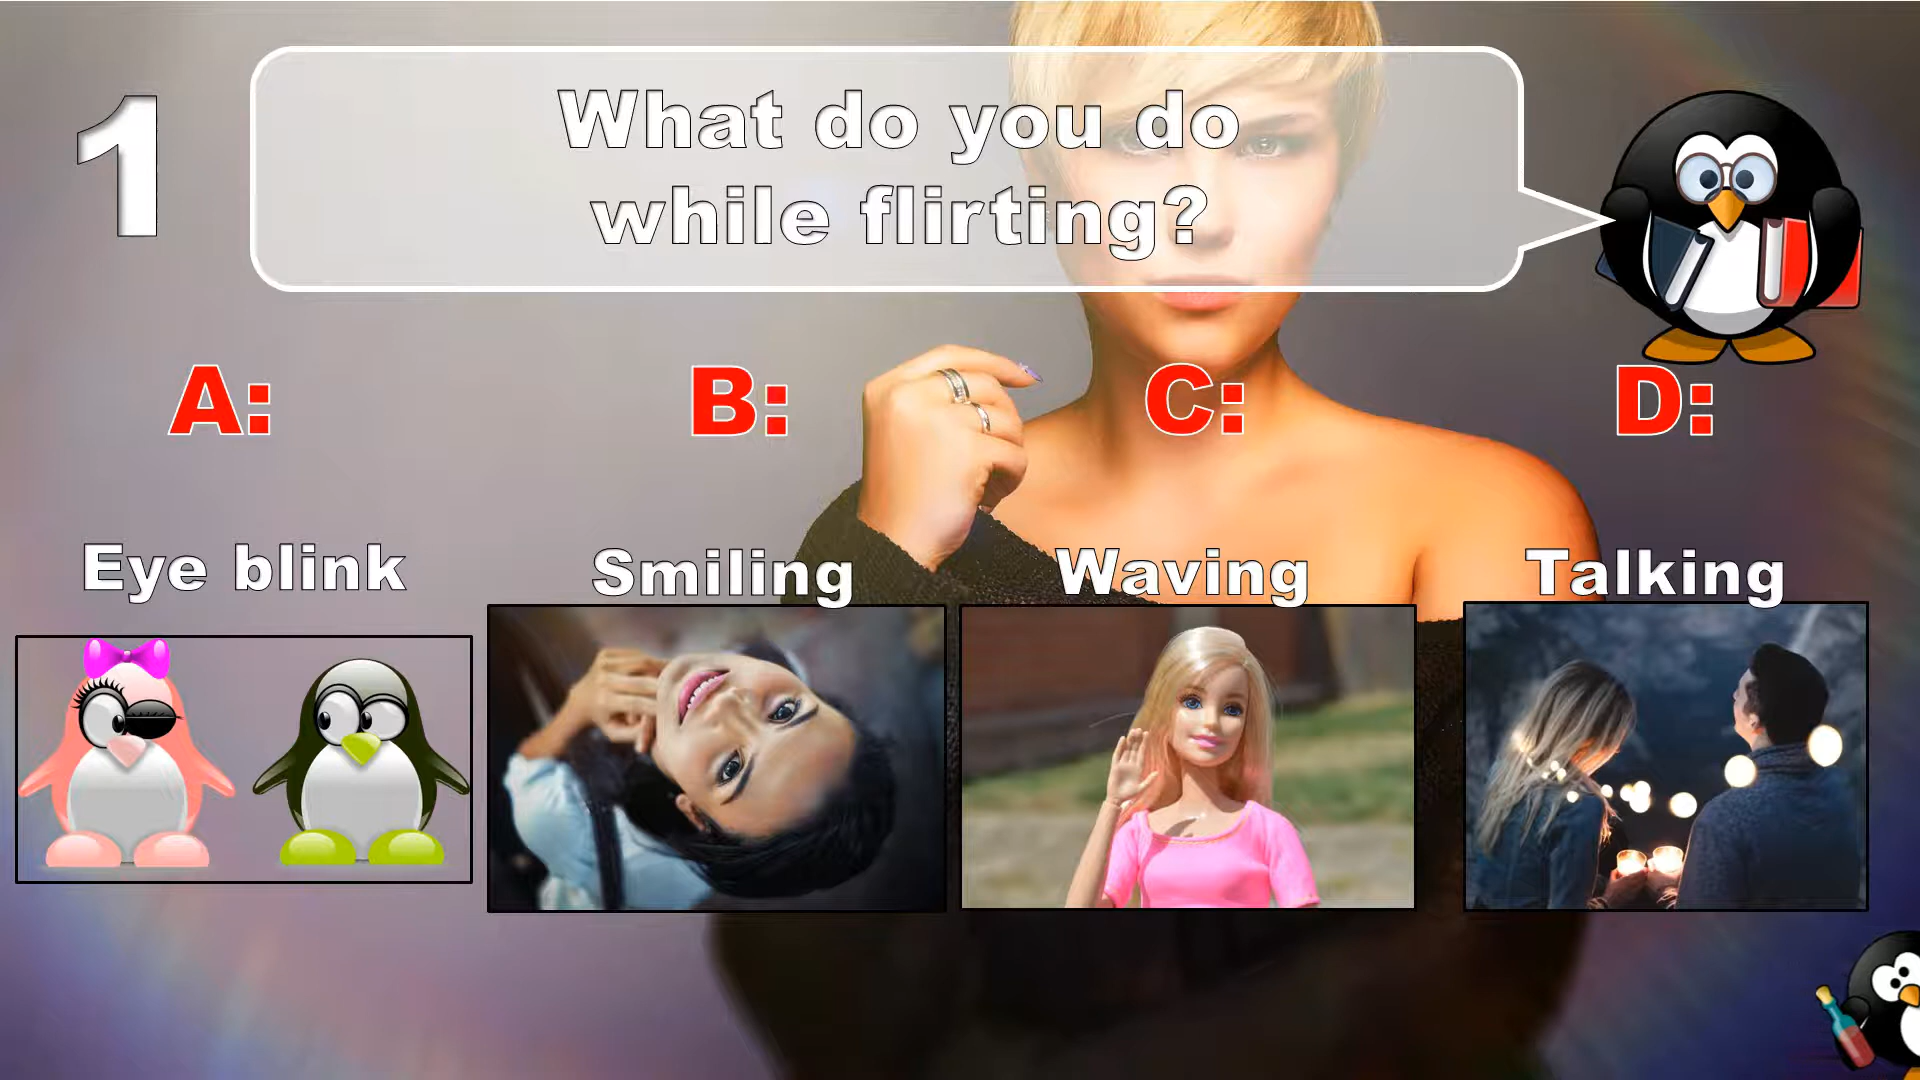 1
What do you do
while flirting?
A:
B:
C:
D:
Eye blink
Smiling
Waving
Talking